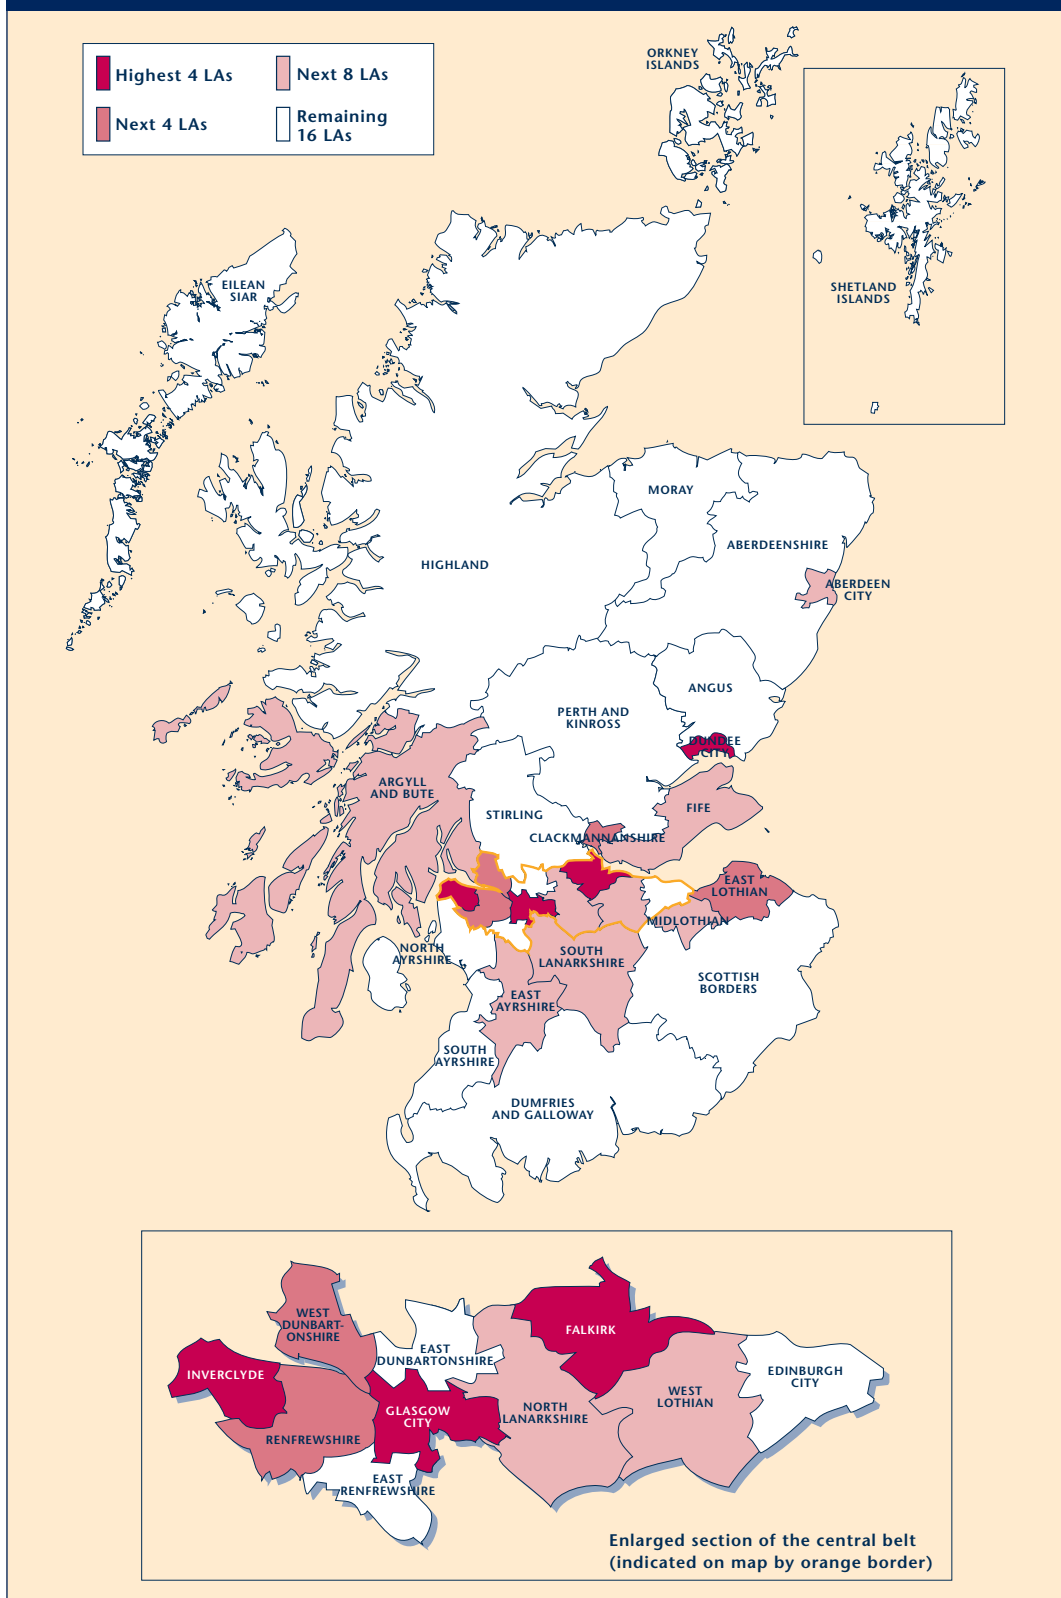 Highest 4 LAs
Next 8 LAs
Next 4 LAs
Remaining
16 LAs
ORKNEY
ISLANDS
SHETLAND
ISLANDS
EILEAN
SIAR
MORAY
ABERDEENSHIRE
HIGHLAND
ABERDEEN
CITY
ANGUS
PERTH AND
KINROSS
DUNDEE
CITY
ARGYLL
AND BUTE
FIFE
STIRLING
CLACKMANNANSHIRE
EAST
LOTHIAN
MIDLOTHIAN
NORTH
AYRSHIRE
SOUTH
LANARKSHIRE
SCOTTISH
BORDERS
EAST
AYRSHIRE
SOUTH
AYRSHIRE
DUMFRIES
AND GALLOWAY
WEST
DUNBART-
ONSHIRE
FALKIRK
EAST
DUNBARTONSHIRE
INVERCLYDE
EDINBURGH
CITY
WEST
LOTHIAN
GLASGOW
CITY
NORTH
LANARKSHIRE
RENFREWSHIRE
EAST
RENFREWSHIRE
Enlarged section of the central belt
(indicated on map by orange border)